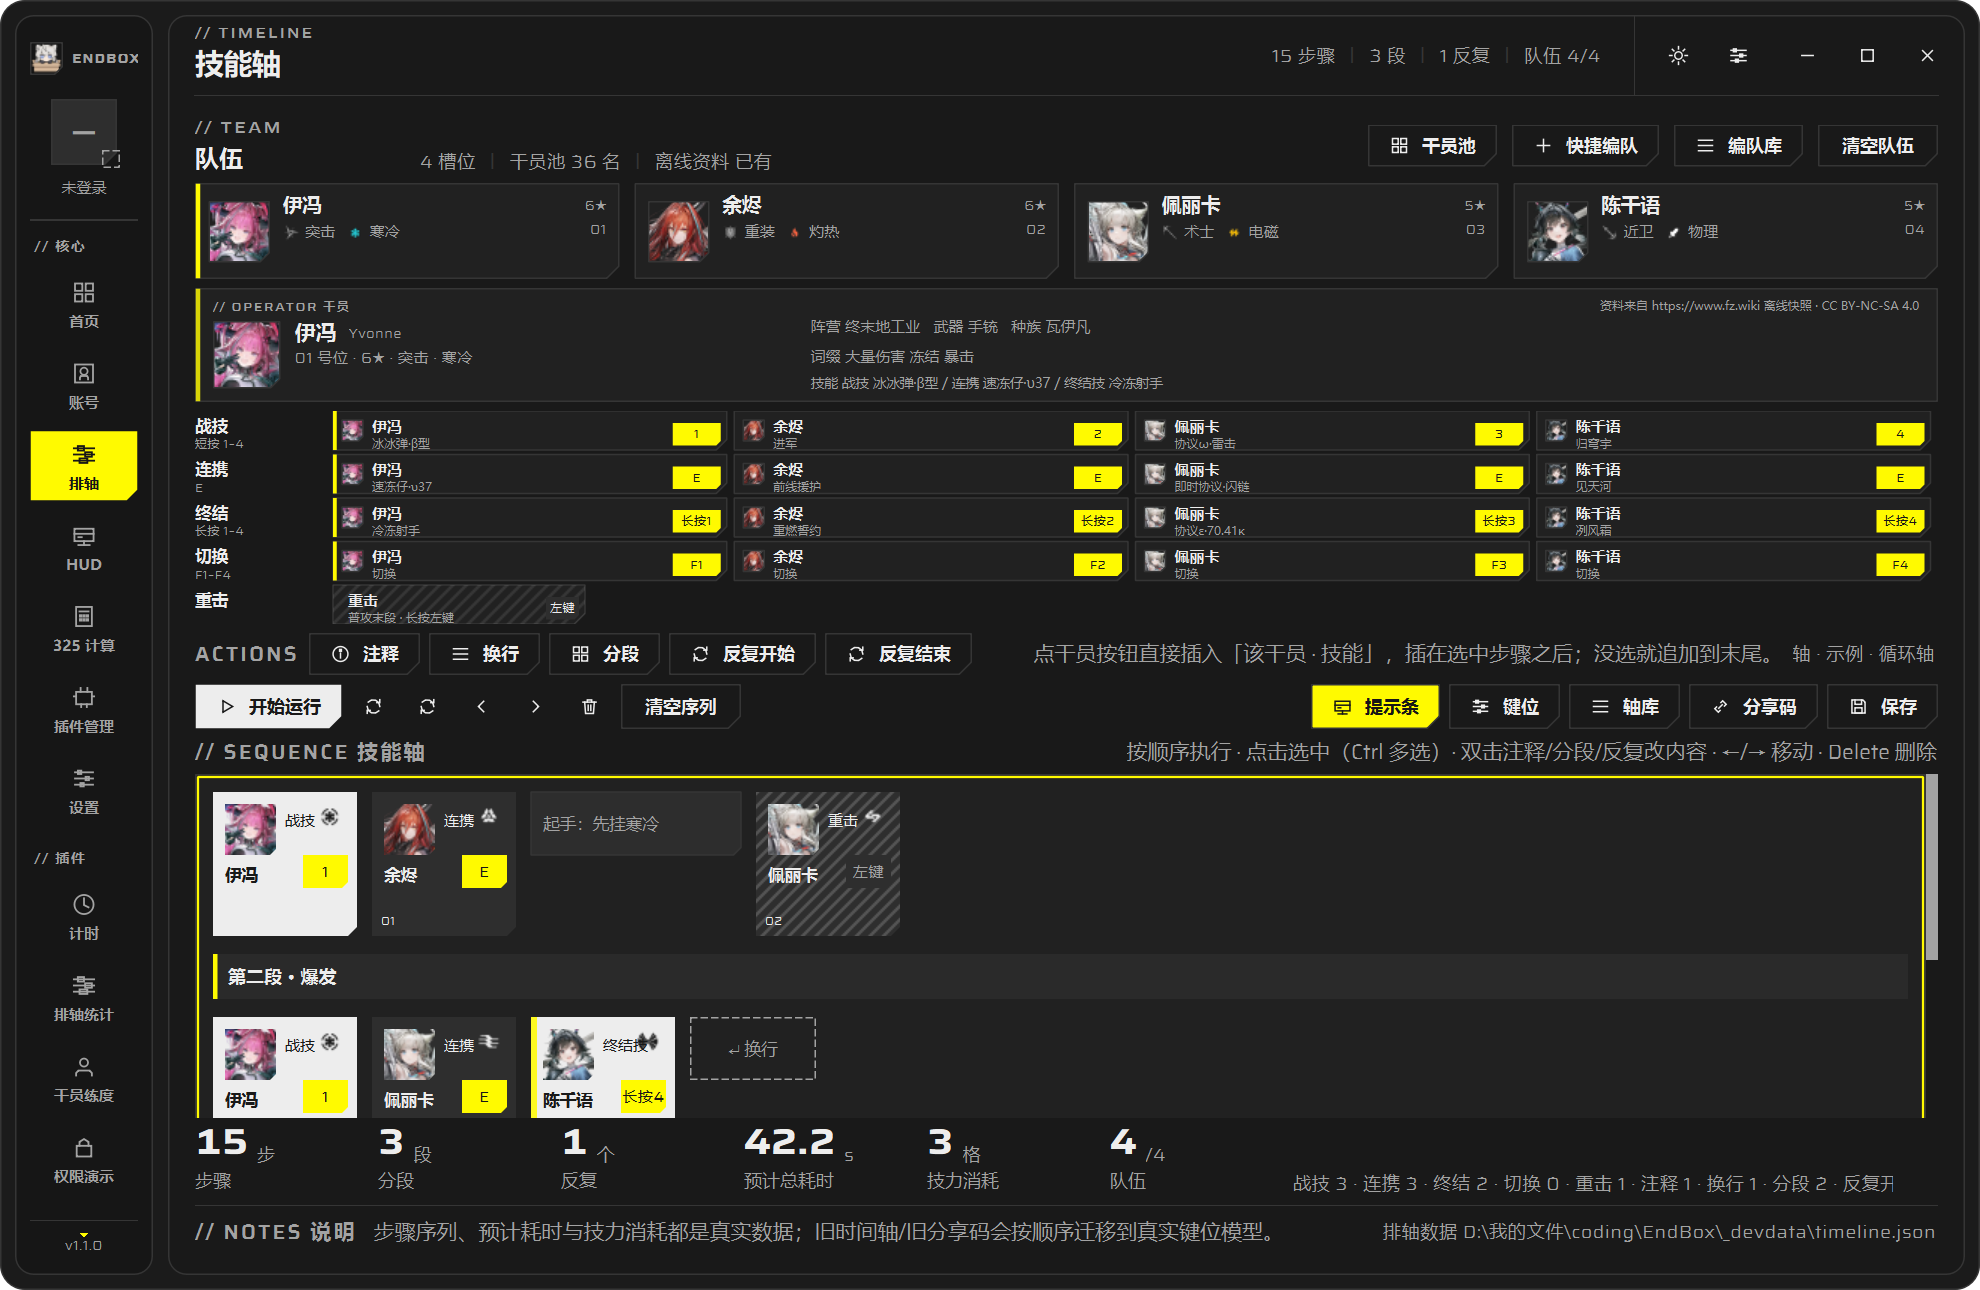 ENDBOX
未登录
// 核心
首页
账号
排轴
HUD
325 计算
插件管理
设置
// 插件
计时
排轴统计
干员练度
权限演示
v1.1.0
// TIMELINE
技能轴
15 步骤 3 段 1 反复 队伍 4/4
// TEAM
队伍 4 槽位 干员池 36 名 离线资料 已有
干员池 快捷编队 编队库 清空队伍
伊冯 6★
突击 寒冷 01
余烬 6★
重装 灼热 02
佩丽卡 5★
术士 电磁 03
陈千语 5★
近卫 物理 04
// OPERATOR 干员
资料来自 https://www.fz.wiki 离线快照 · CC BY-NC-SA 4.0
伊冯 Yvonne
01 号位 · 6★ · 突击 · 寒冷
阵营 终末地工业 武器 手铳 种族 瓦伊凡
词缀 大量伤害 冻结 暴击
技能 战技 冰冰弹·β型 / 连携 速冻仔·υ37 / 终结技 冷冻射手
战技
短按 1-4
伊冯 冰冰弹·β型 1
余烬 进军 2
佩丽卡 协议ω·雷击 3
陈千语 归穹宇 4
连携
E
伊冯 速冻仔·υ37 E
余烬 前线援护 E
佩丽卡 即时协议·闪链 E
陈千语 见天河 E
终结
长按 1-4
伊冯 冷冻射手 长按1
余烬 重燃誓约 长按2
佩丽卡 协议ε·70.41κ 长按3
陈千语 冽风霜 长按4
切换
F1-F4
伊冯 切换 F1
余烬 切换 F2
佩丽卡 切换 F3
陈千语 切换 F4
重击
重击 普攻末段 · 长按左键 左键
ACTIONS 注释 换行 分段 反复开始 反复结束
点干员按钮直接插入「该干员 · 技能」，插在选中步骤之后；没选就追加到末尾。 轴 · 示例 · 循环轴
开始运行 清空序列
提示条 键位 轴库 分享码 保存
// SEQUENCE 技能轴
按顺序执行 · 点击选中（Ctrl 多选）· 双击注释/分段/反复改内容 · ←/→ 移动 · Delete 删除
战技 伊冯 1
连携 余烬 E 01
起手：先挂寒冷
重击 佩丽卡 左键 02
第二段 • 爆发
战技 伊冯 1
连携 佩丽卡 E
终结技 陈千语 长按4
↵ 换行
15 步
步骤
3 段
分段
1 个
反复
42.2 s
预计总耗时
3 格
技力消耗
4 /4
队伍
战技 3 · 连携 3 · 终结 2 · 切换 0 · 重击 1 · 注释 1 · 换行 1 · 分段 2 · 反复开
// NOTES 说明 步骤序列、预计耗时与技力消耗都是真实数据；旧时间轴/旧分享码会按顺序迁移到真实键位模型。
排轴数据 D:\我的文件\coding\EndBox\_devdata\timeline.json